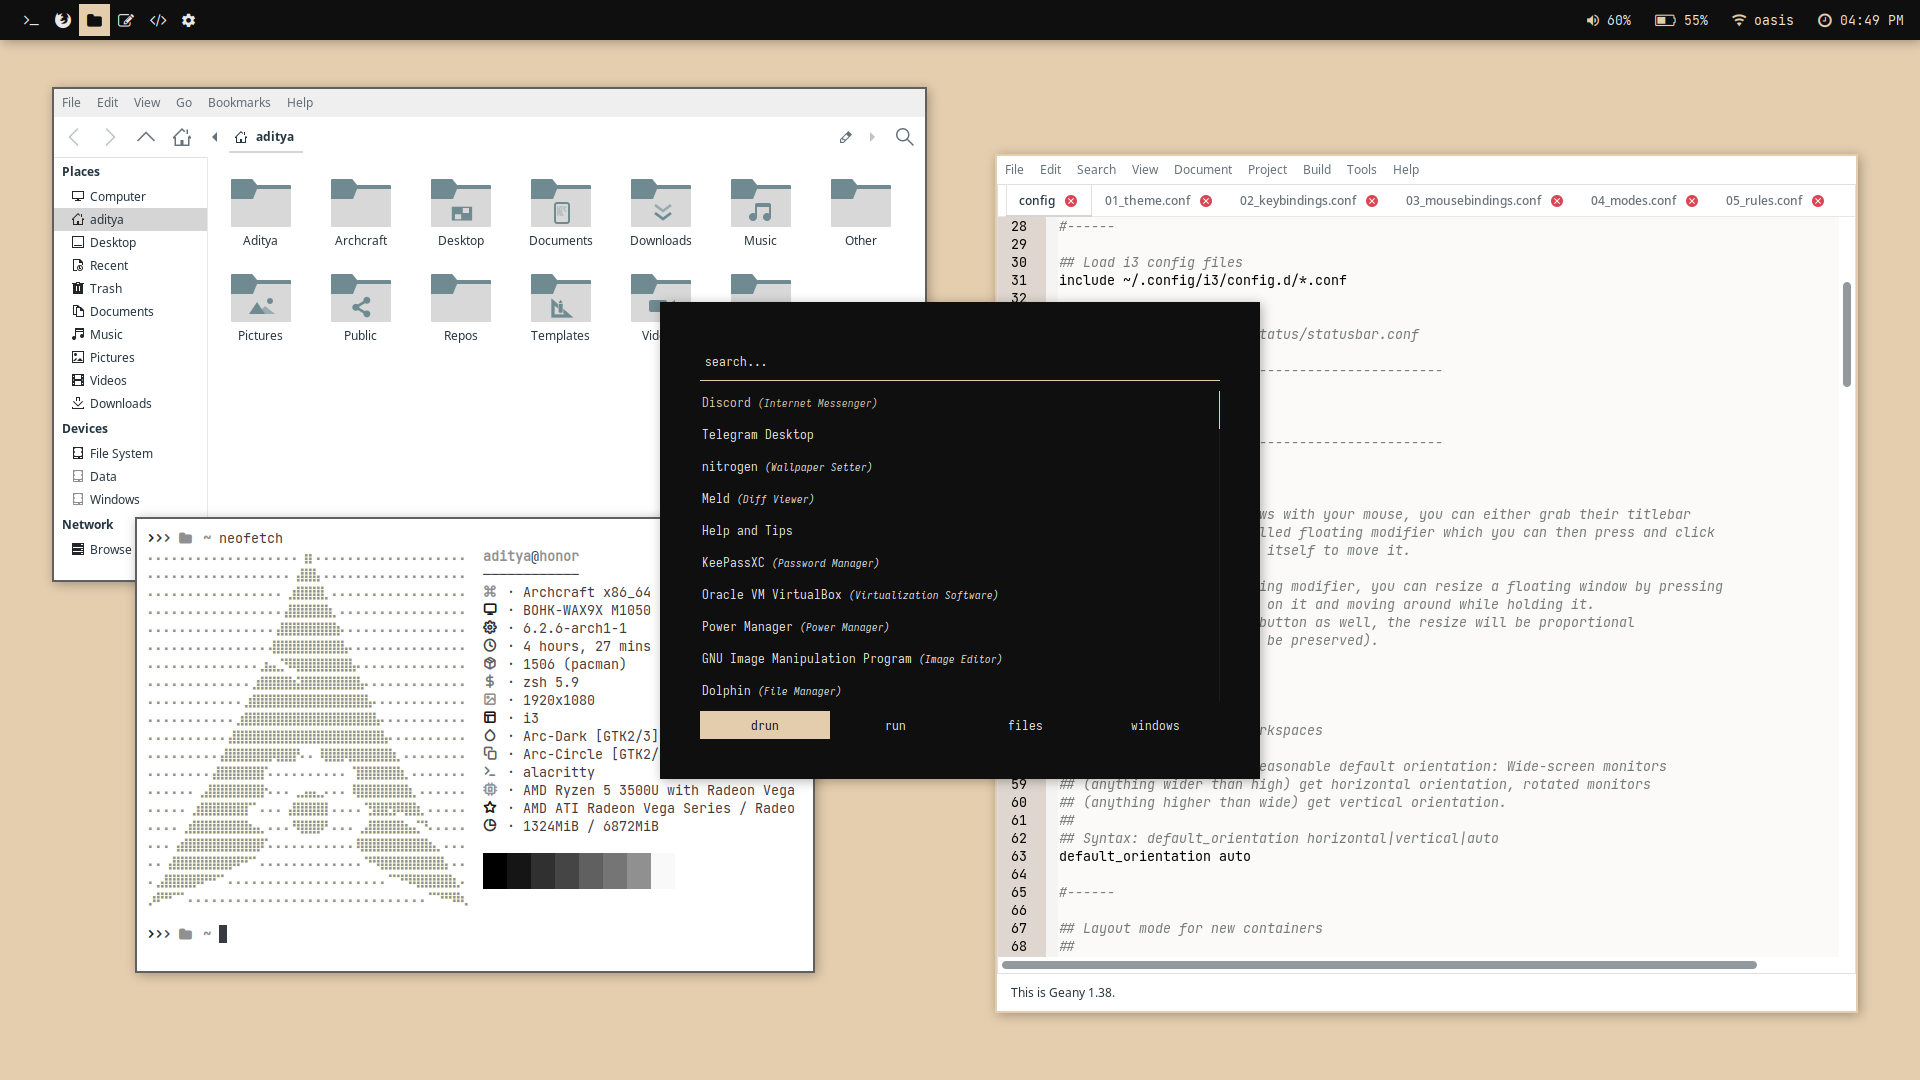 60%
55%
oasis
04:49 PM
File Edit View Go Bookmarks Help
aditya
Places
Computer
aditya
Desktop
Recent
Trash
Documents
Music
Pictures
Videos
Downloads
Devices
File System
Data
Windows
Network
Browse
Aditya Archcraft Desktop Documents Downloads Music Other
Pictures Public Repos Templates
>>> ~ neofetch
aditya@honor
· Archcraft x86_64
· BOHK-WAX9X M1050
· 6.2.6-arch1-1
· 4 hours, 27 mins
· 1506 (pacman)
· zsh 5.9
· 1920x1080
· i3
· Arc-Dark [GTK2/3]
· Arc-Circle [GTK2/
· alacritty
· AMD Ryzen 5 3500U with Radeon Vega
· AMD ATI Radeon Vega Series / Radeo
· 1324MiB / 6872MiB
>>> ~
search...
Discord (Internet Messenger)
Telegram Desktop
nitrogen (Wallpaper Setter)
Meld (Diff Viewer)
Help and Tips
KeePassXC (Password Manager)
Oracle VM VirtualBox (Virtualization Software)
Power Manager (Power Manager)
GNU Image Manipulation Program (Image Editor)
Dolphin (File Manager)
drun run files windows
File Edit Search View Document Project Build Tools Help
config 01_theme.conf 02_keybindings.conf 03_mousebindings.conf 04_modes.conf 05_rules.conf
28 #------
29
30 ## Load i3 config files
31 include ~/.config/i3/config.d/*.conf
32
tatus/statusbar.conf
-----------------------
-----------------------
ws with your mouse, you can either grab their titlebar
lled floating modifier which you can then press and click
itself to move it.
ing modifier, you can resize a floating window by pressing
on it and moving around while holding it.
button as well, the resize will be proportional
be preserved).
rkspaces
easonable default orientation: Wide-screen monitors
59 ## (anything wider than high) get horizontal orientation, rotated monitors
60 ## (anything higher than wide) get vertical orientation.
61 ##
62 ## Syntax: default_orientation horizontal|vertical|auto
63 default_orientation auto
64
65 #------
66
67 ## Layout mode for new containers
68 ##
This is Geany 1.38.